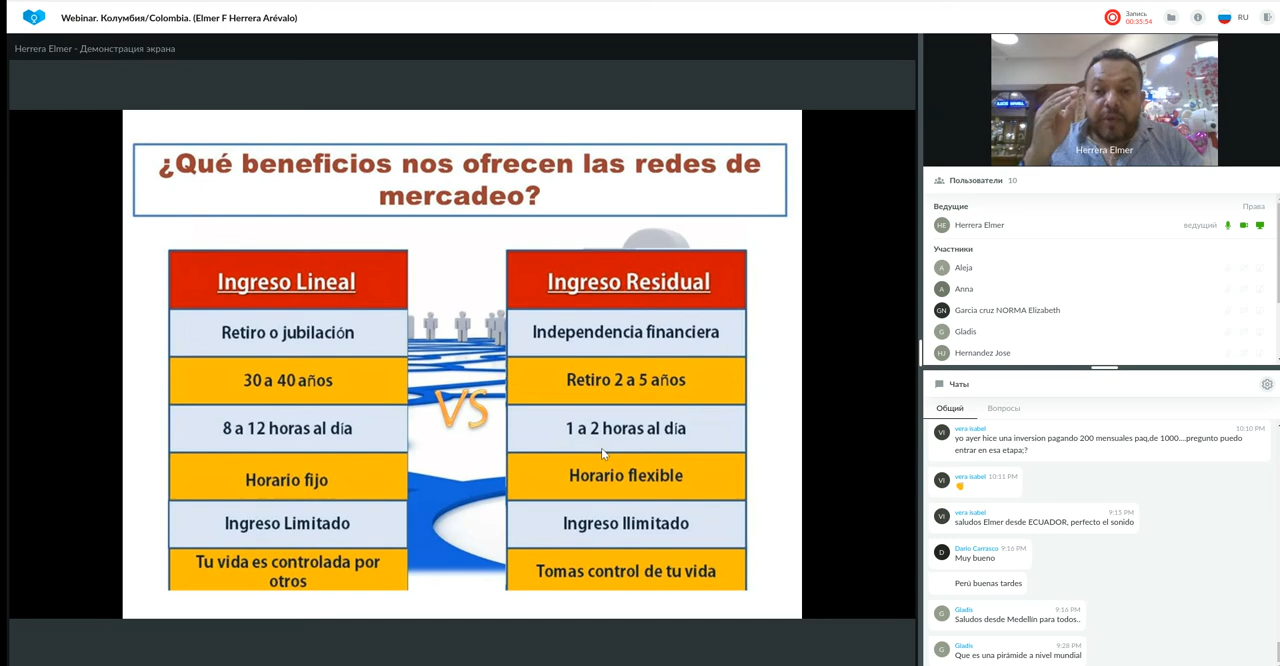 Webinar. Колумбия/Colombia. (Elmer F Herrera Arévalo)
Запись
00:35:54
RU
Herrera Elmer - Демонстрация экрана
¿Qué beneficios nos ofrecen las redes de
mercadeo?
Ingreso Lineal
Retiro o jubilación
30 a 40 años
8 a 12 horas al día
Horario fijo
Ingreso Limitado
Tu vida es controlada por
otros
VS
Ingreso Residual
Independencia financiera
Retiro 2 a 5 años
1 a 2 horas al día
Horario flexible
Ingreso Ilimitado
Tomas control de tu vida
Herrera Elmer
Пользователи 10
Ведущие Права
HE Herrera Elmer ведущий
Участники
A Aleja
A Anna
GN Garcia cruz NORMA Elizabeth
G Gladis
HJ Hernandez Jose
Чаты
Общий Вопросы
VI vera isabel 10:10 PM
yo ayer hice una inversion pagando 200 mensuales paq,de 1000....pregunto puedo
entrar en esa etapa;?
VI vera isabel 10:11 PM
VI vera isabel 9:15 PM
saludos Elmer desde ECUADOR, perfecto el sonido
D Darío Carrasco 9:16 PM
Muy bueno
Perú buenas tardes
G Gladis 9:16 PM
Saludos desde Medellín para todos..
G Gladis 9:28 PM
Que es una pirámide a nivel mundial